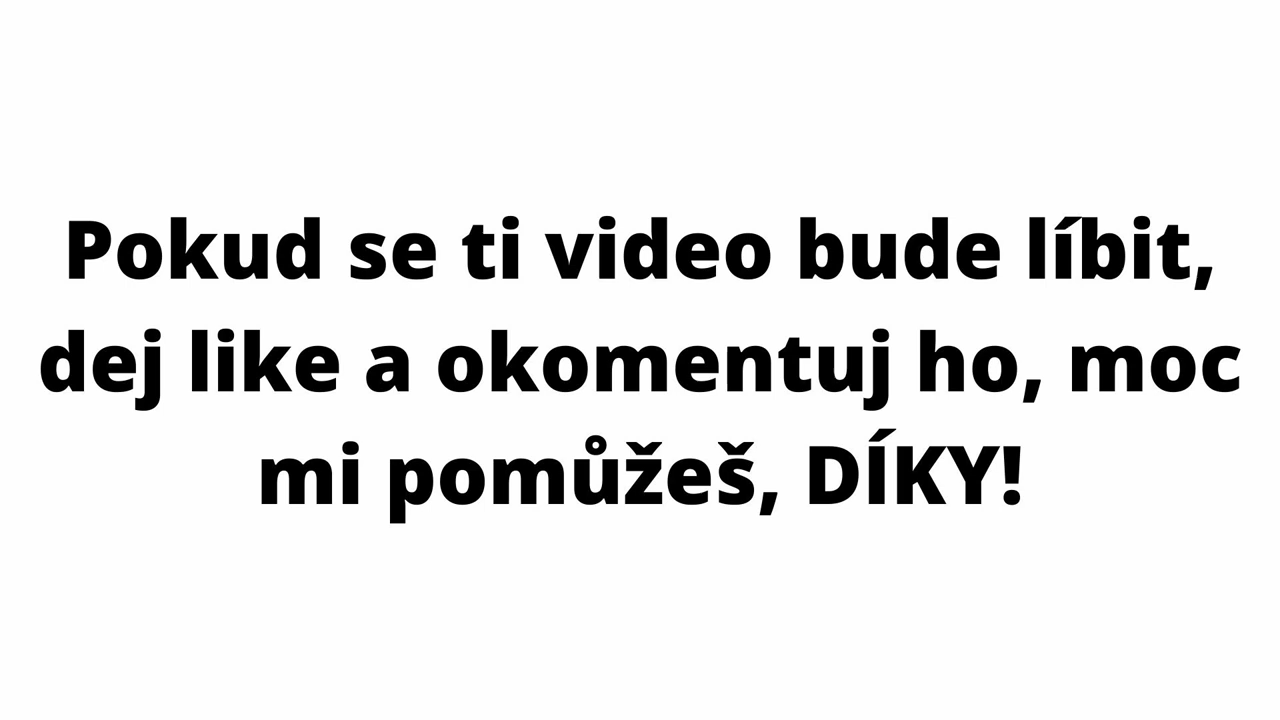 Pokud se ti video bude líbit,
dej like a okomentuj ho, moc
mi pomůžeš, DÍKY!